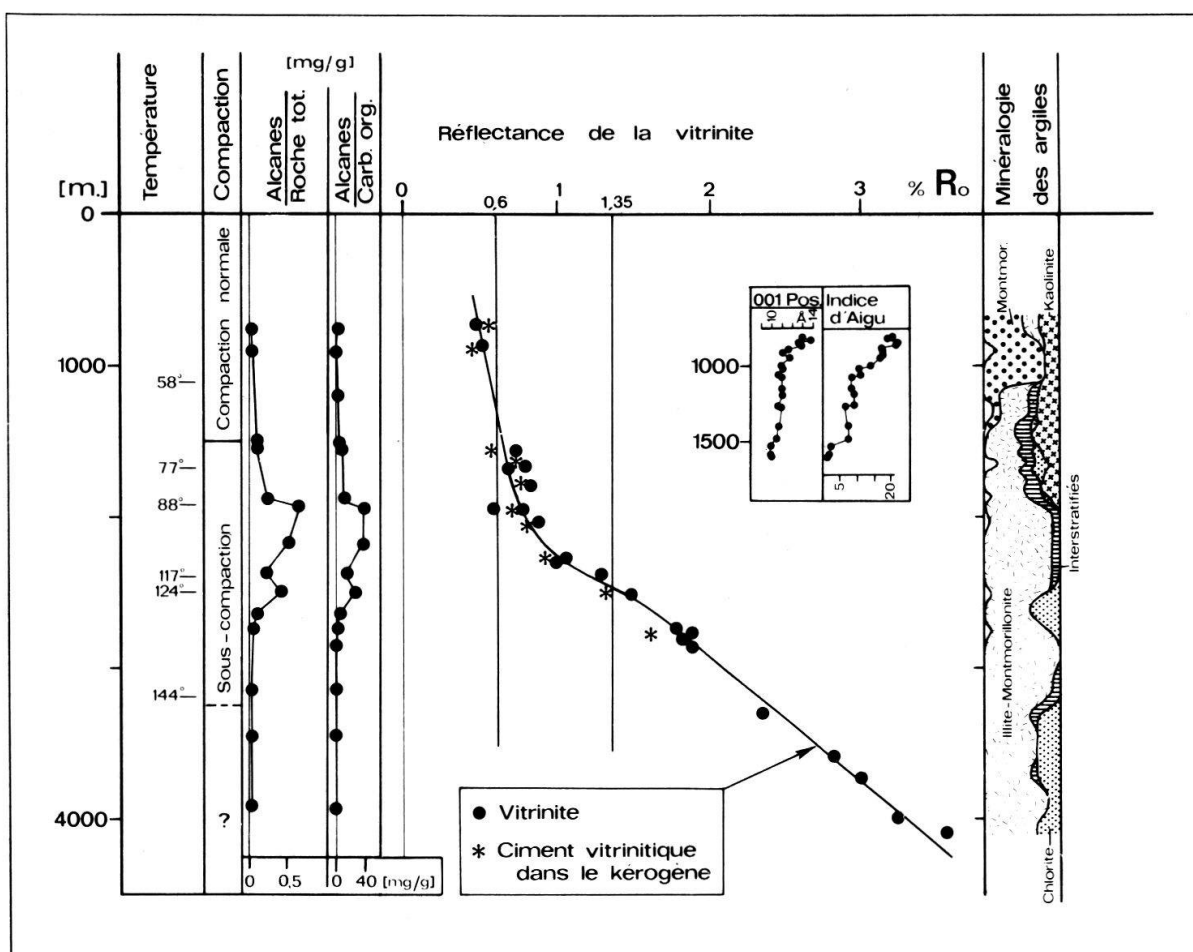 [m.]
Température
Compaction
[mg/g]
Alcanes
Roche tot.
Alcanes
Carb. org.
Réflectance de la vitrinite
0
1
2
3
% Ro
0,6
1,35
Minéralogie
des argiles
0
1000
4000
58°
77°
88°
117°
124°
144°
Compaction normale
Sous-compaction
?
0 0,5
0 40 [mg/g]
001 Pos.
10 Å 14
Indice
d'Aigu
1000
1500
5 20
Montmor.
Kaolinite
Illite-Montmorillonite
Interstratifiés
Chlorite
● Vitrinite
* Ciment vitrinitique
dans le kérogène